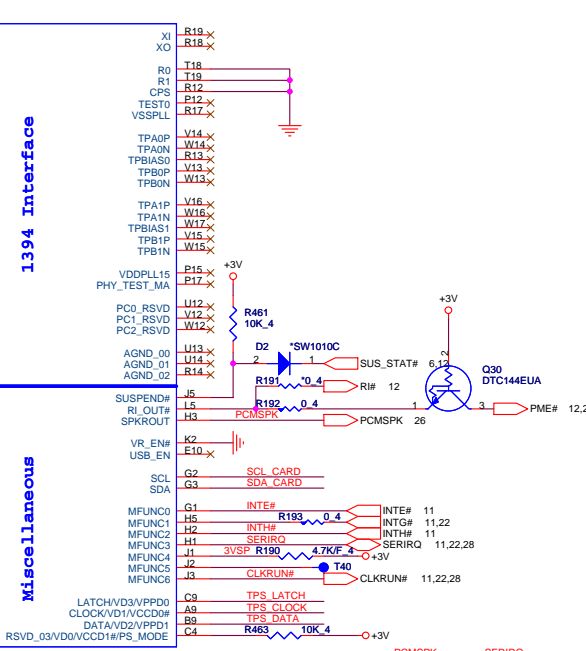 XI R19
XO R18
R0 T18
R1 T19
CPS R12
TEST0 P12
VSSPLL R17
1394 Interface
TPA0P V14
TPA0N W14
TPBIAS0 R13
TPB0P V13
TPB0N W13
TPA1P V16
TPA1N W16
TPBIAS1 W17
TPB1P V15
TPB1N W15
VDDPLL15 P15
PHY_TEST_MA P17
+3V
PC0_RSVD U12
PC1_RSVD V12
PC2_RSVD W12
R461
10K_4
+3V
AGND_00 U13
AGND_01 U14
AGND_02 R14
D2 *SW1010C
2 1 SUS_STAT# 6,12
2
Q30
DTC144EUA
R191 *0_4 RI# 12
SUSPEND# J5
RI_OUT# L5 R192 0_4 1 3 PME# 12,2
SPKROUT H3 PCMSPK PCMSPK 26
VR_EN# K2
USB_EN E10
Miscellaneous
SCL G2 SCL_CARD
SDA G3 SDA_CARD
MFUNC0 G1 INTE# INTE# 11
MFUNC1 H5 R193 0_4 INTG# 11,22
MFUNC2 H2 INTH# INTH# 11
MFUNC3 H1 SERIRQ SERIRQ 11,22,28
MFUNC4 J1 3VSP R190 4.7K/F_4 +3V
MFUNC5 J2 T40
MFUNC6 J3 CLKRUN# CLKRUN# 11,22,28
LATCH/VD3/VPPD0 C9 TPS_LATCH
CLOCK/VD1/VCCD0# A9 TPS_CLOCK
DATA/VD2/VPPD1 B9 TPS_DATA
RSVD_03/VD0/VCCD1#/PS_MODE C4 R463 10K_4 +3V
PCMSPK SERIRQ